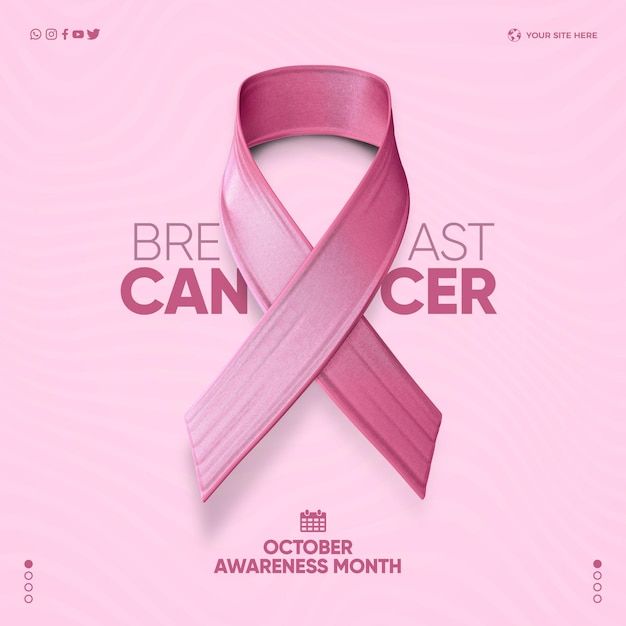 YOUR SITE HERE
BRE AST
CAN CER
OCTOBER
AWARENESS MONTH